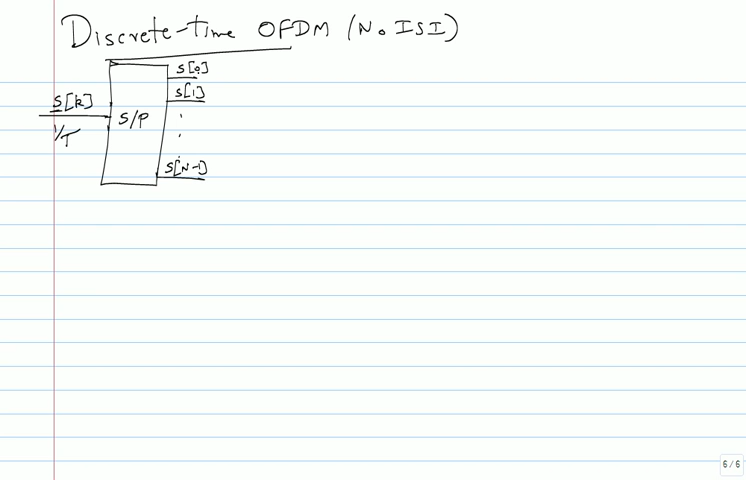 Discrete-time OFDM (No ISI)
s[0]
s[k]
s[1]
1/T
S/P
s[N-1]
6 / 6